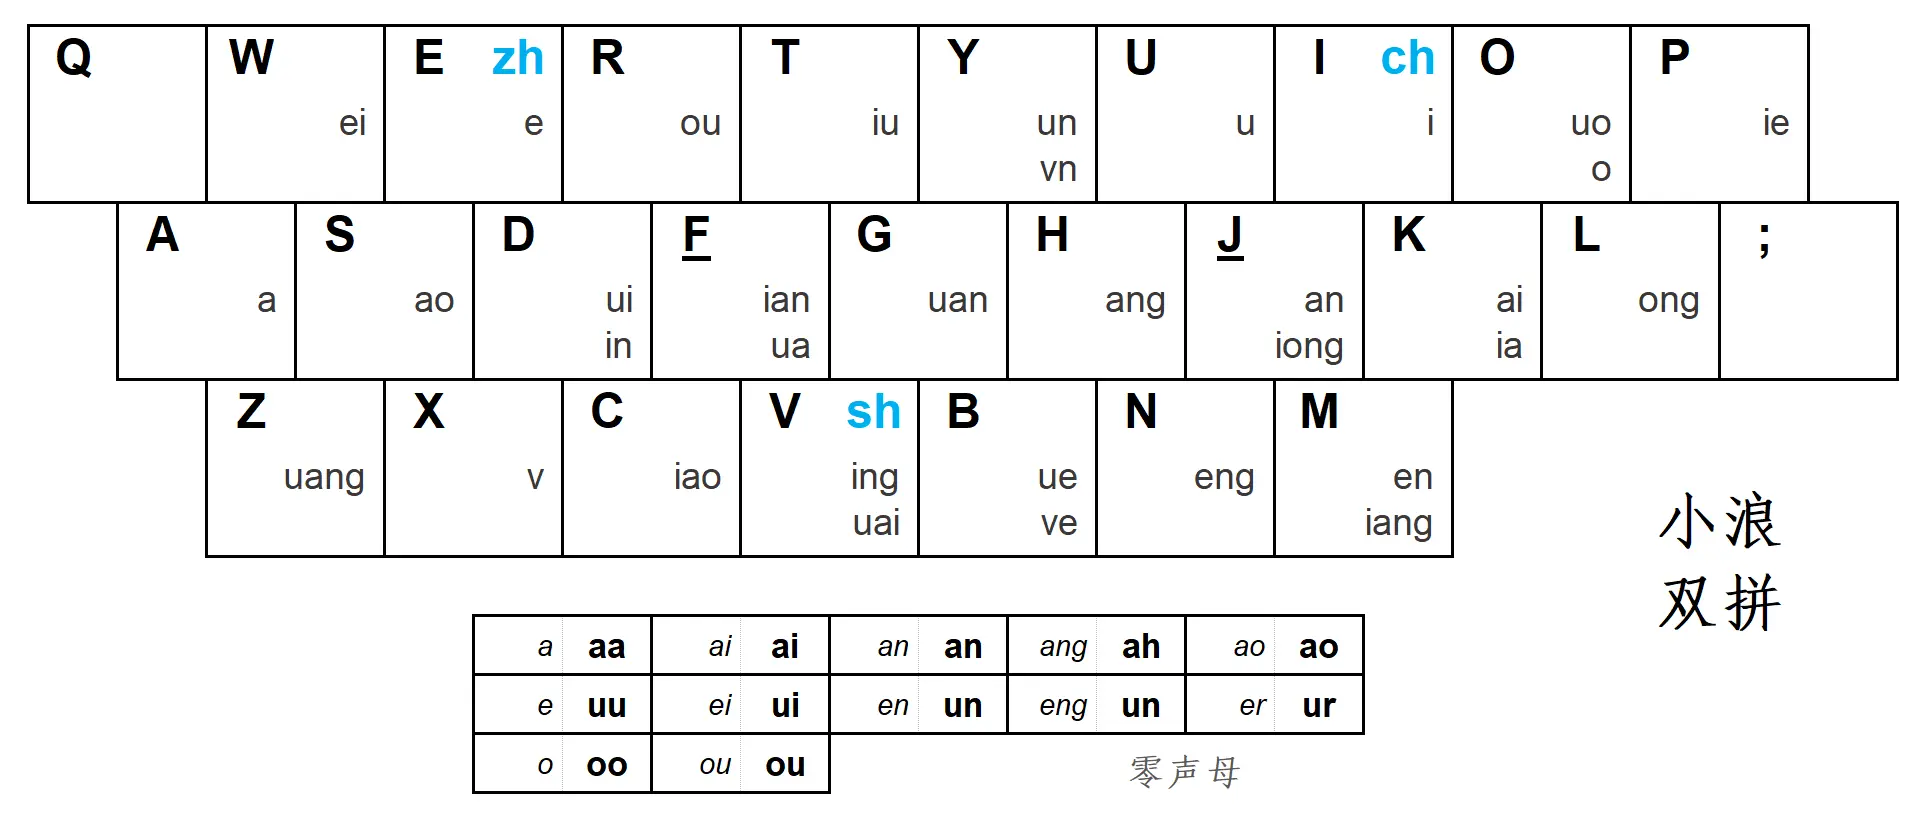 Q W E zh R T Y U I ch O P
ei e ou iu un u i uo ie
vn o
A S D F G H J K L ;
a ao ui ian uan ang an ai ong
in ua iong ia
Z X C V sh B N M
uang v iao ing ue eng en
uai ve iang
小浪
双拼
a aa ai ai an an ang ah ao ao
e uu ei ui en un eng un er ur
o oo ou ou
零声母